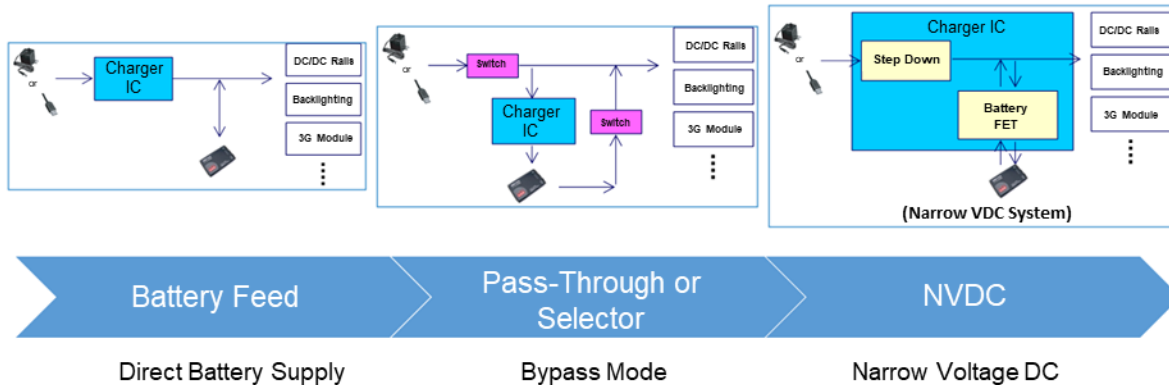 or
Charger
IC
DC/DC Rails
Backlighting
3G Module
or
Switch
Charger
IC
Switch
DC/DC Rails
Backlighting
3G Module
Charger IC
or
Step Down
Battery
FET
DC/DC Rails
Backlighting
3G Module
(Narrow VDC System)
Battery Feed
Pass-Through or
Selector
NVDC
Direct Battery Supply
Bypass Mode
Narrow Voltage DC